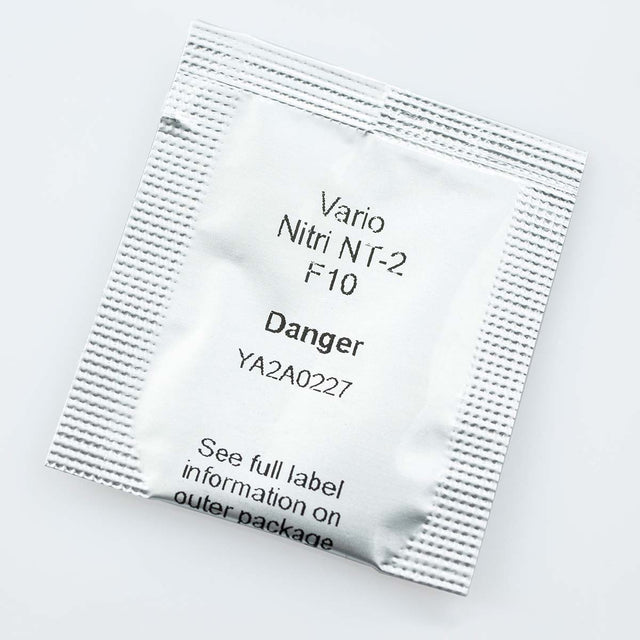 Vario
Nitri NT-2
F10
Danger
YA2A0227
See full label
information on
outer package